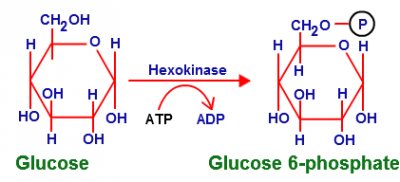 CH₂OH
H
O
H
H
OH
HO
OH
H
OH
Glucose
Hexokinase
ATP
ADP
CH₂O
P
H
O
H
H
OH
HO
OH
H
OH
Glucose 6-phosphate